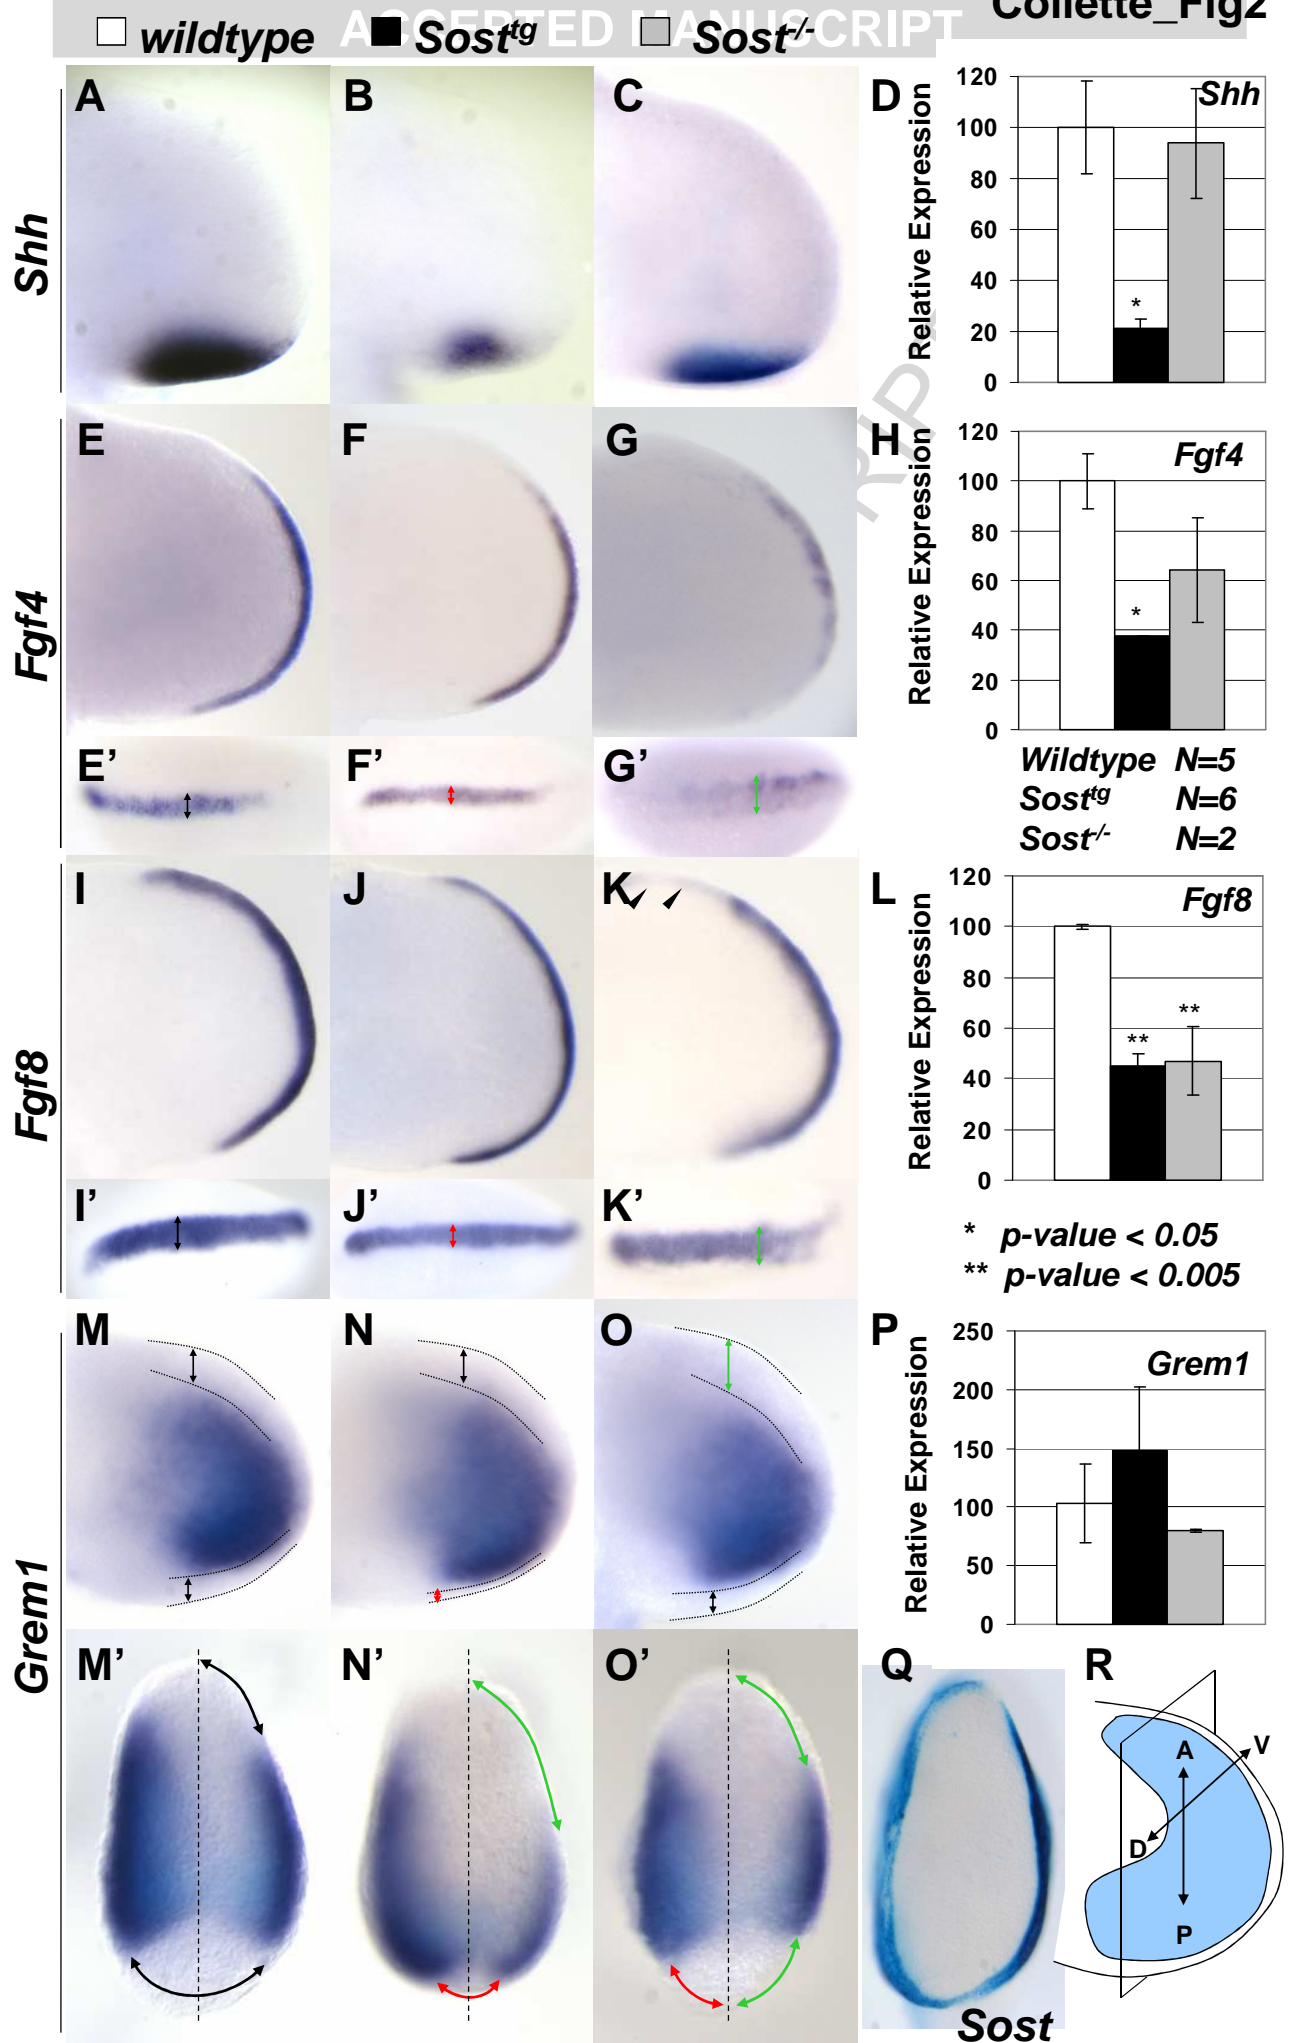 Collette_Fig2
ACCEPTED MANUSCRIPT
wildtype Sost^tg Sost^-/-
A B C D
Shh
Shh
Relative Expression
120
100
80
60
40
20
0
*
E F G H
Fgf4
Fgf4
Relative Expression
120
100
80
60
40
20
0
*
E' F' G'
Wildtype N=5
Sost^tg N=6
Sost^-/- N=2
I J K L
Fgf8
Fgf8
Relative Expression
120
100
80
60
40
20
0
** **
I' J' K'
* p-value < 0.05
** p-value < 0.005
M N O P
Grem1
Grem1
Relative Expression
250
200
150
100
50
0
M' N' O' Q R
A
V
D
P
Sost